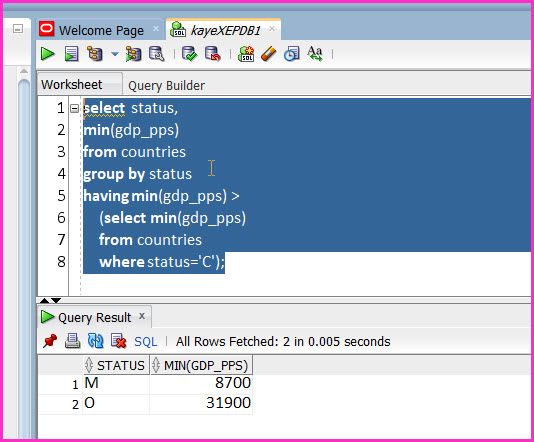 Welcome Page kayeXEPDB1
Worksheet Query Builder
1 select status,
2 min(gdp_pps)
3 from countries
4 group by status
5 having min(gdp_pps) >
6 (select min(gdp_pps)
7 from countries
8 where status='C');
Query Result
SQL | All Rows Fetched: 2 in 0.005 seconds
STATUS MIN(GDP_PPS)
1 M 8700
2 O 31900